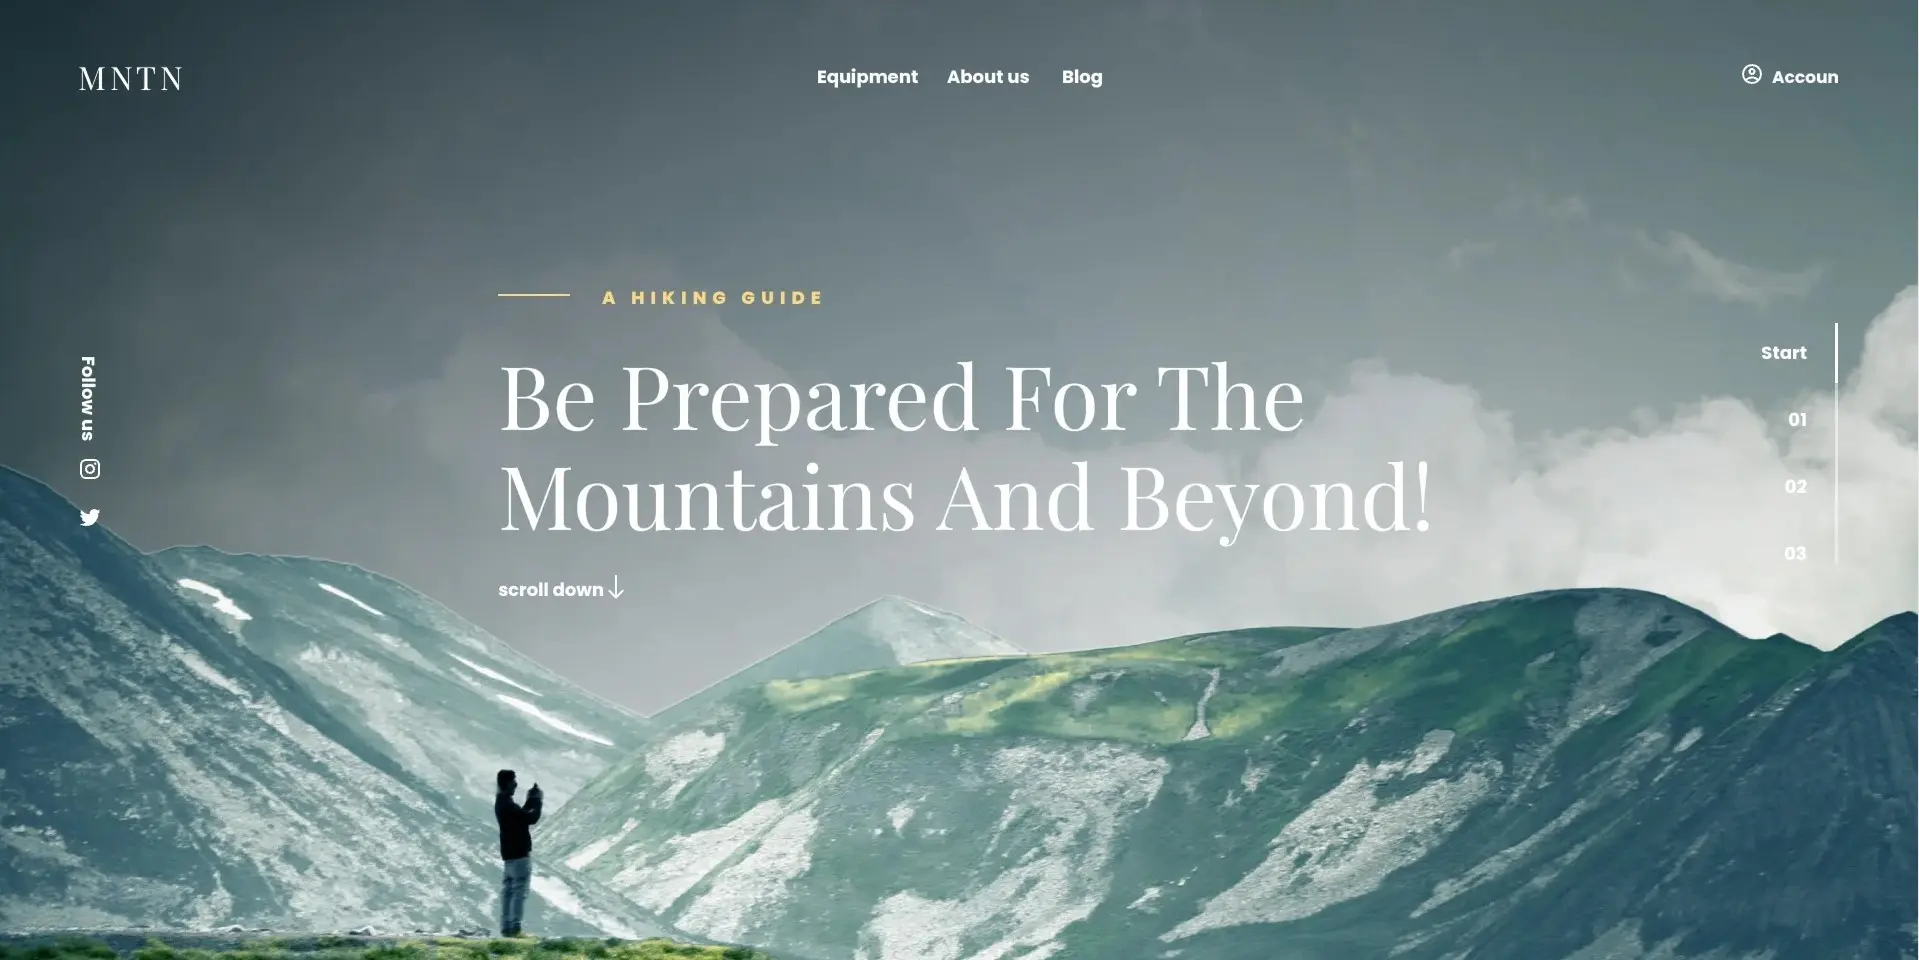 MNTN
Equipment About us Blog
Accoun
A HIKING GUIDE
Be Prepared For The
Mountains And Beyond!
scroll down
Follow us
Start
01
02
03